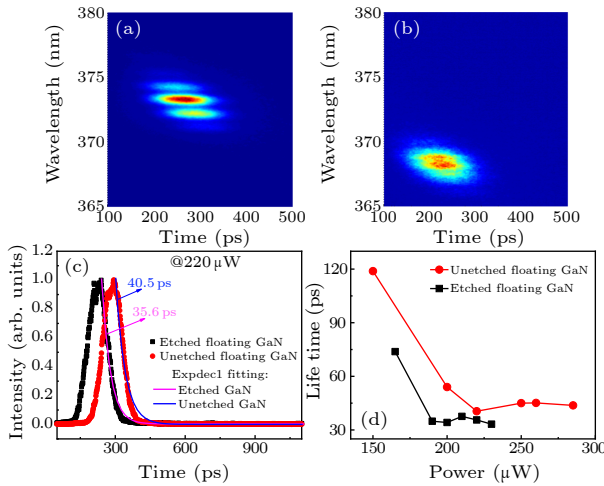 380
(a)
375
370
365
Wavelength (nm)
100 200 300 400 500
Time (ps)
380
(b)
375
370
365
Wavelength (nm)
100 200 300 400 500
Time (ps)
1.2
1.0
0.8
0.6
0.4
0.2
0.0
Intensity (arb. units)
(c)
@220 μW
40.5 ps
35.6 ps
Etched floating GaN
Unetched floating GaN
Expdec1 fitting:
Etched GaN
Unetched GaN
300 600 900
Time (ps)
120
90
60
30
Life time (ps)
Unetched floating GaN
Etched floating GaN
(d)
150 200 250 300
Power (μW)